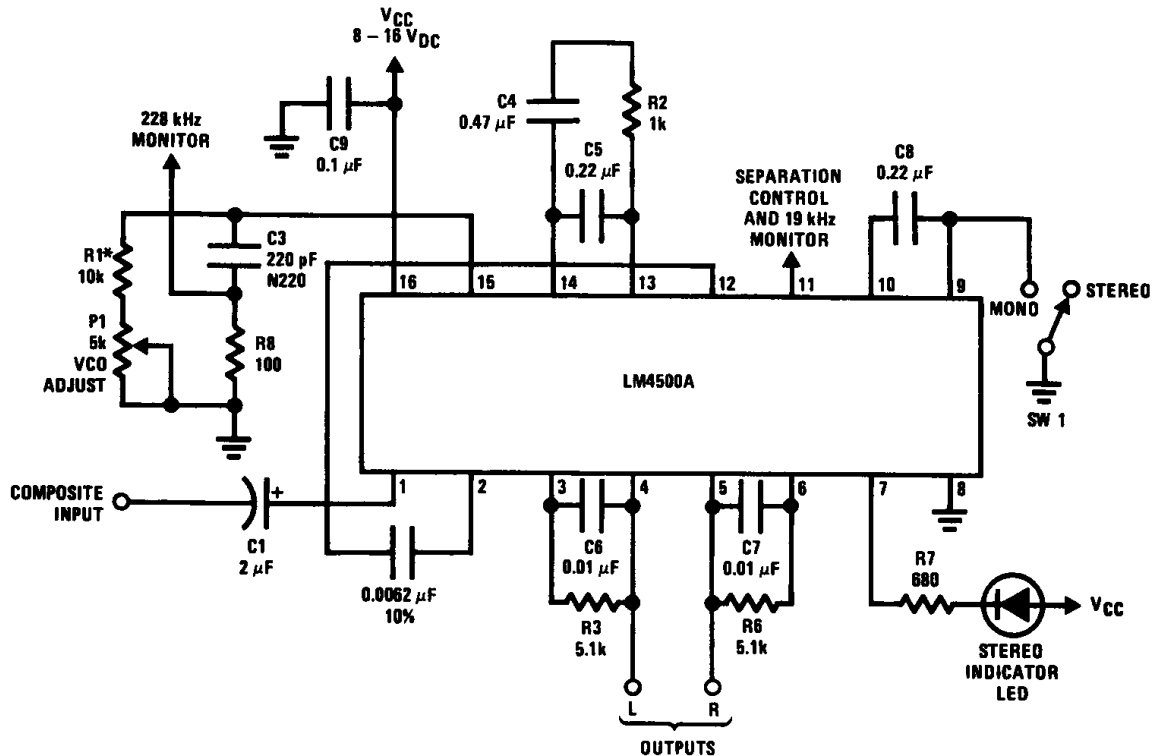 VCC
8 – 16 VDC
228 kHz
MONITOR
C9
0.1 µF
C4
0.47 µF
R2
1k
C5
0.22 µF
SEPARATION
CONTROL
AND 19 kHz
MONITOR
C8
0.22 µF
R1*
10k
C3
220 pF
N220
P1
5k
VCO
ADJUST
R8
100
16
15
14
13
12
11
10
9
MONO
STEREO
SW 1
LM4500A
COMPOSITE
INPUT
+
C1
2 µF
1
2
3
4
5
6
7
8
0.0062 µF
10%
C6
0.01 µF
C7
0.01 µF
R3
5.1k
R6
5.1k
R7
680
VCC
STEREO
INDICATOR
LED
L
R
OUTPUTS